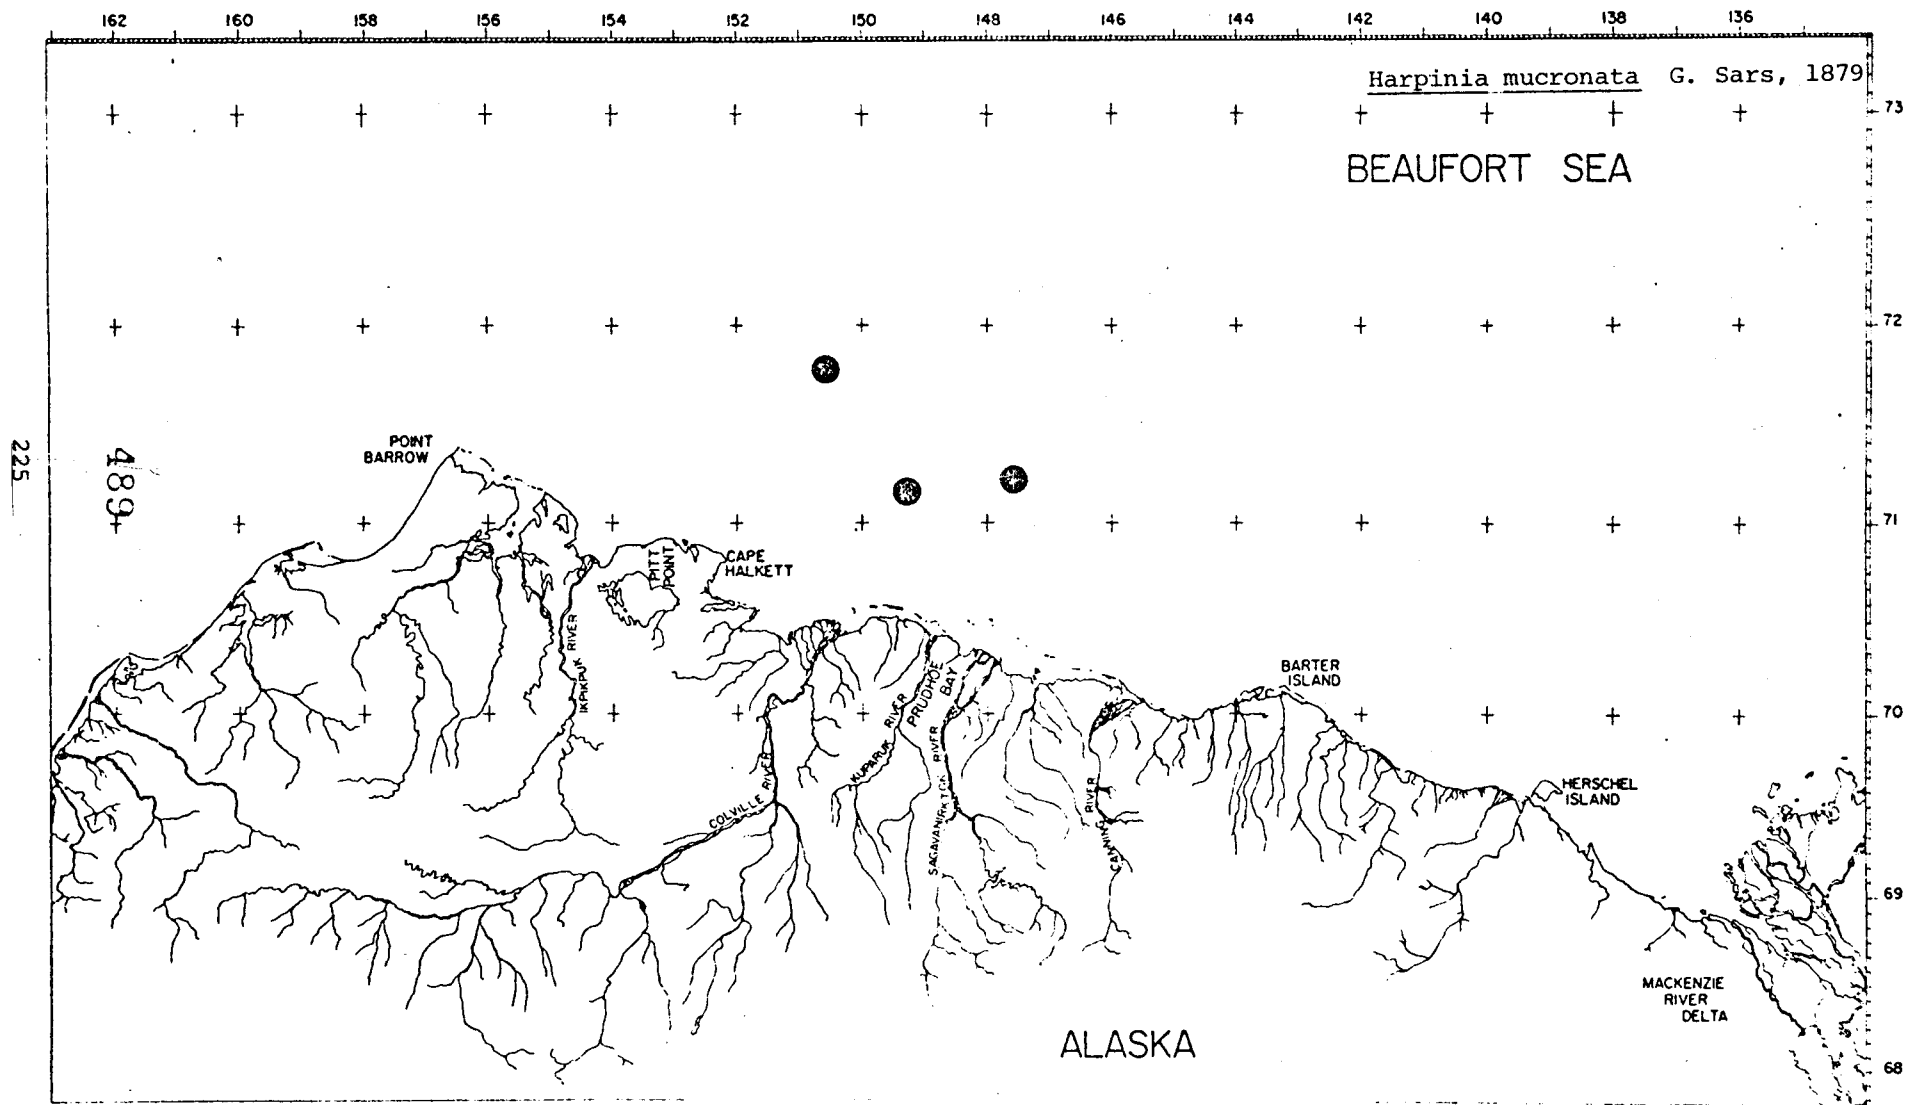 162 160 158 156 154 152 150 148 146 144 142 140 138 136
Harpinia mucronata G. Sars, 1879
73
BEAUFORT SEA
72
POINT
BARROW
225
489
71
PITT
POINT
CAPE
HALKETT
IKPIKPUK RIVER
BARTER
ISLAND
PRUDHOE
BAY
70
KUPARUK RIVER
SAGAVANIRKTOK RIVER
COLVILLE RIVER
CANNING RIVER
HERSCHEL
ISLAND
69
MACKENZIE
RIVER
DELTA
ALASKA
68